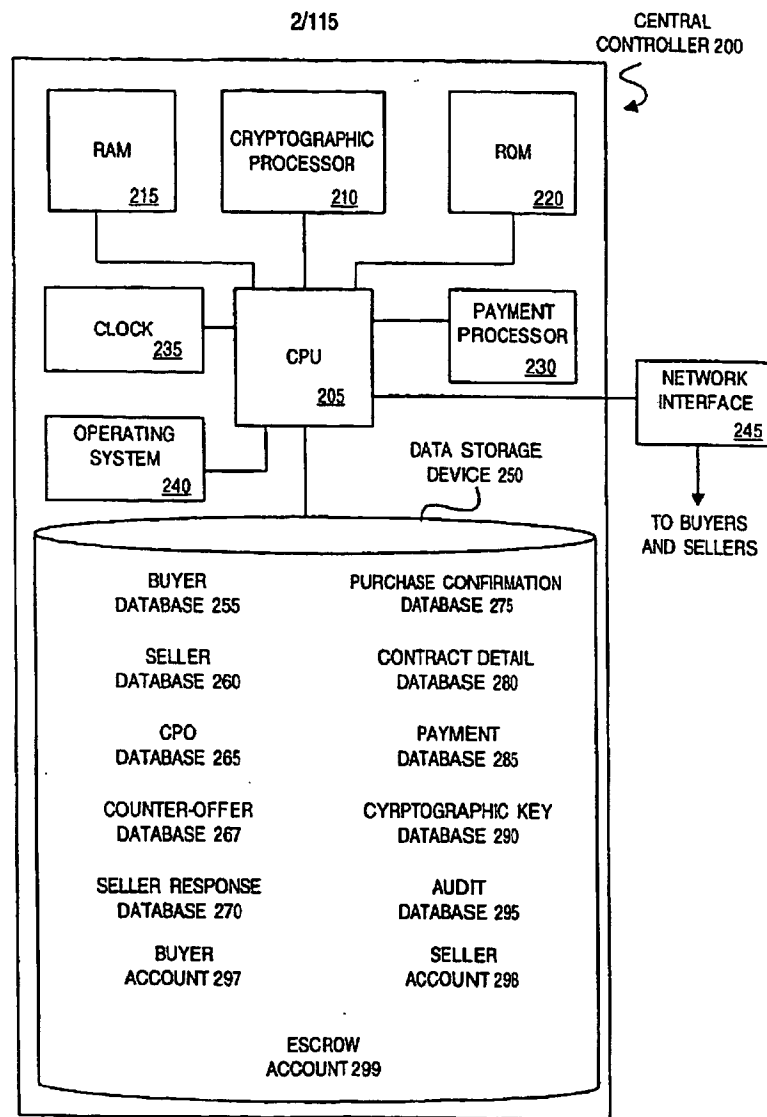 2/115
CENTRAL
CONTROLLER 200
RAM
215
CRYPTOGRAPHIC
PROCESSOR
210
ROM
220
CLOCK
235
CPU
205
PAYMENT
PROCESSOR
230
NETWORK
INTERFACE
245
OPERATING
SYSTEM
240
DATA STORAGE
DEVICE 250
TO BUYERS
AND SELLERS
BUYER
DATABASE 255
PURCHASE CONFIRMATION
DATABASE 275
SELLER
DATABASE 260
CONTRACT DETAIL
DATABASE 280
CPO
DATABASE 265
PAYMENT
DATABASE 285
COUNTER-OFFER
DATABASE 267
CYRPTOGRAPHIC KEY
DATABASE 290
SELLER RESPONSE
DATABASE 270
AUDIT
DATABASE 295
BUYER
ACCOUNT 297
SELLER
ACCOUNT 298
ESCROW
ACCOUNT 299